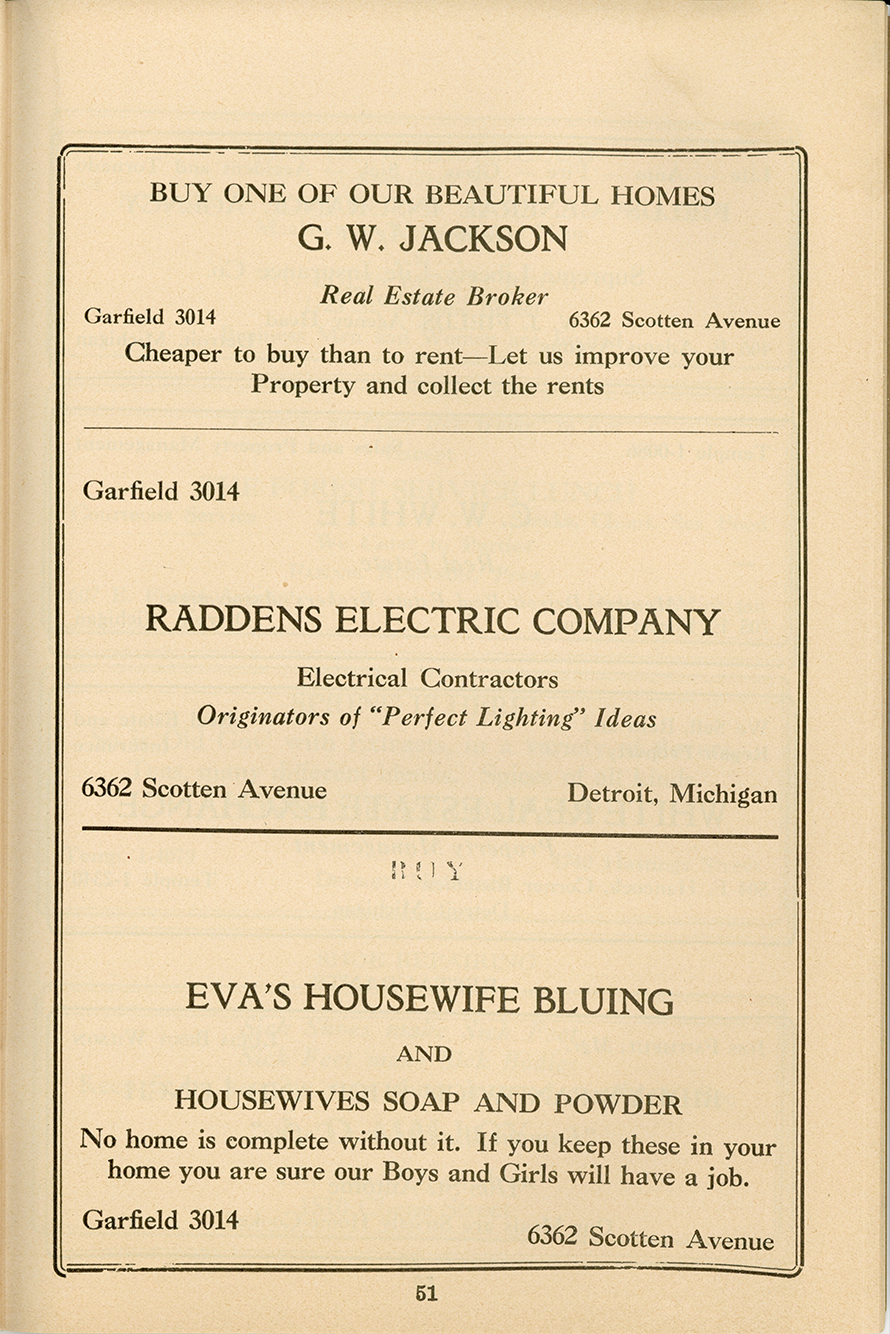 BUY ONE OF OUR BEAUTIFUL HOMES
G. W. JACKSON
Real Estate Broker
Garfield 3014 6362 Scotten Avenue
Cheaper to buy than to rent—Let us improve your
Property and collect the rents
Garfield 3014
RADDENS ELECTRIC COMPANY
Electrical Contractors
Originators of “Perfect Lighting” Ideas
6362 Scotten Avenue Detroit, Michigan
EVA’S HOUSEWIFE BLUING
AND
HOUSEWIVES SOAP AND POWDER
No home is complete without it. If you keep these in your
home you are sure our Boys and Girls will have a job.
Garfield 3014 6362 Scotten Avenue
51